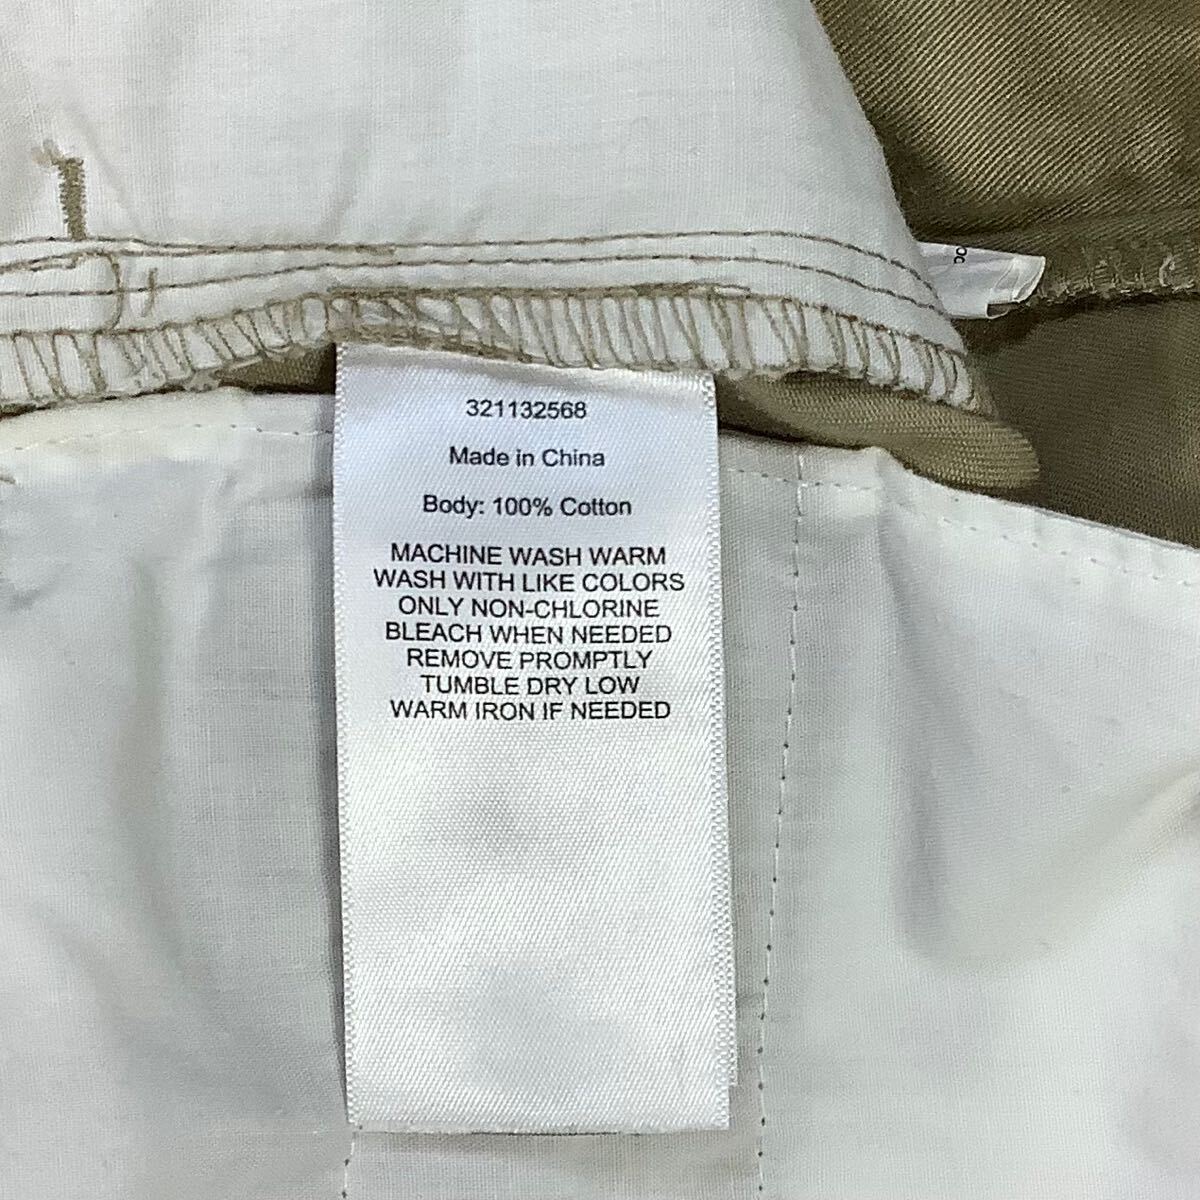 321132568
Made in China
Body: 100% Cotton
MACHINE WASH WARM
WASH WITH LIKE COLORS
ONLY NON-CHLORINE
BLEACH WHEN NEEDED
REMOVE PROMPTLY
TUMBLE DRY LOW
WARM IRON IF NEEDED